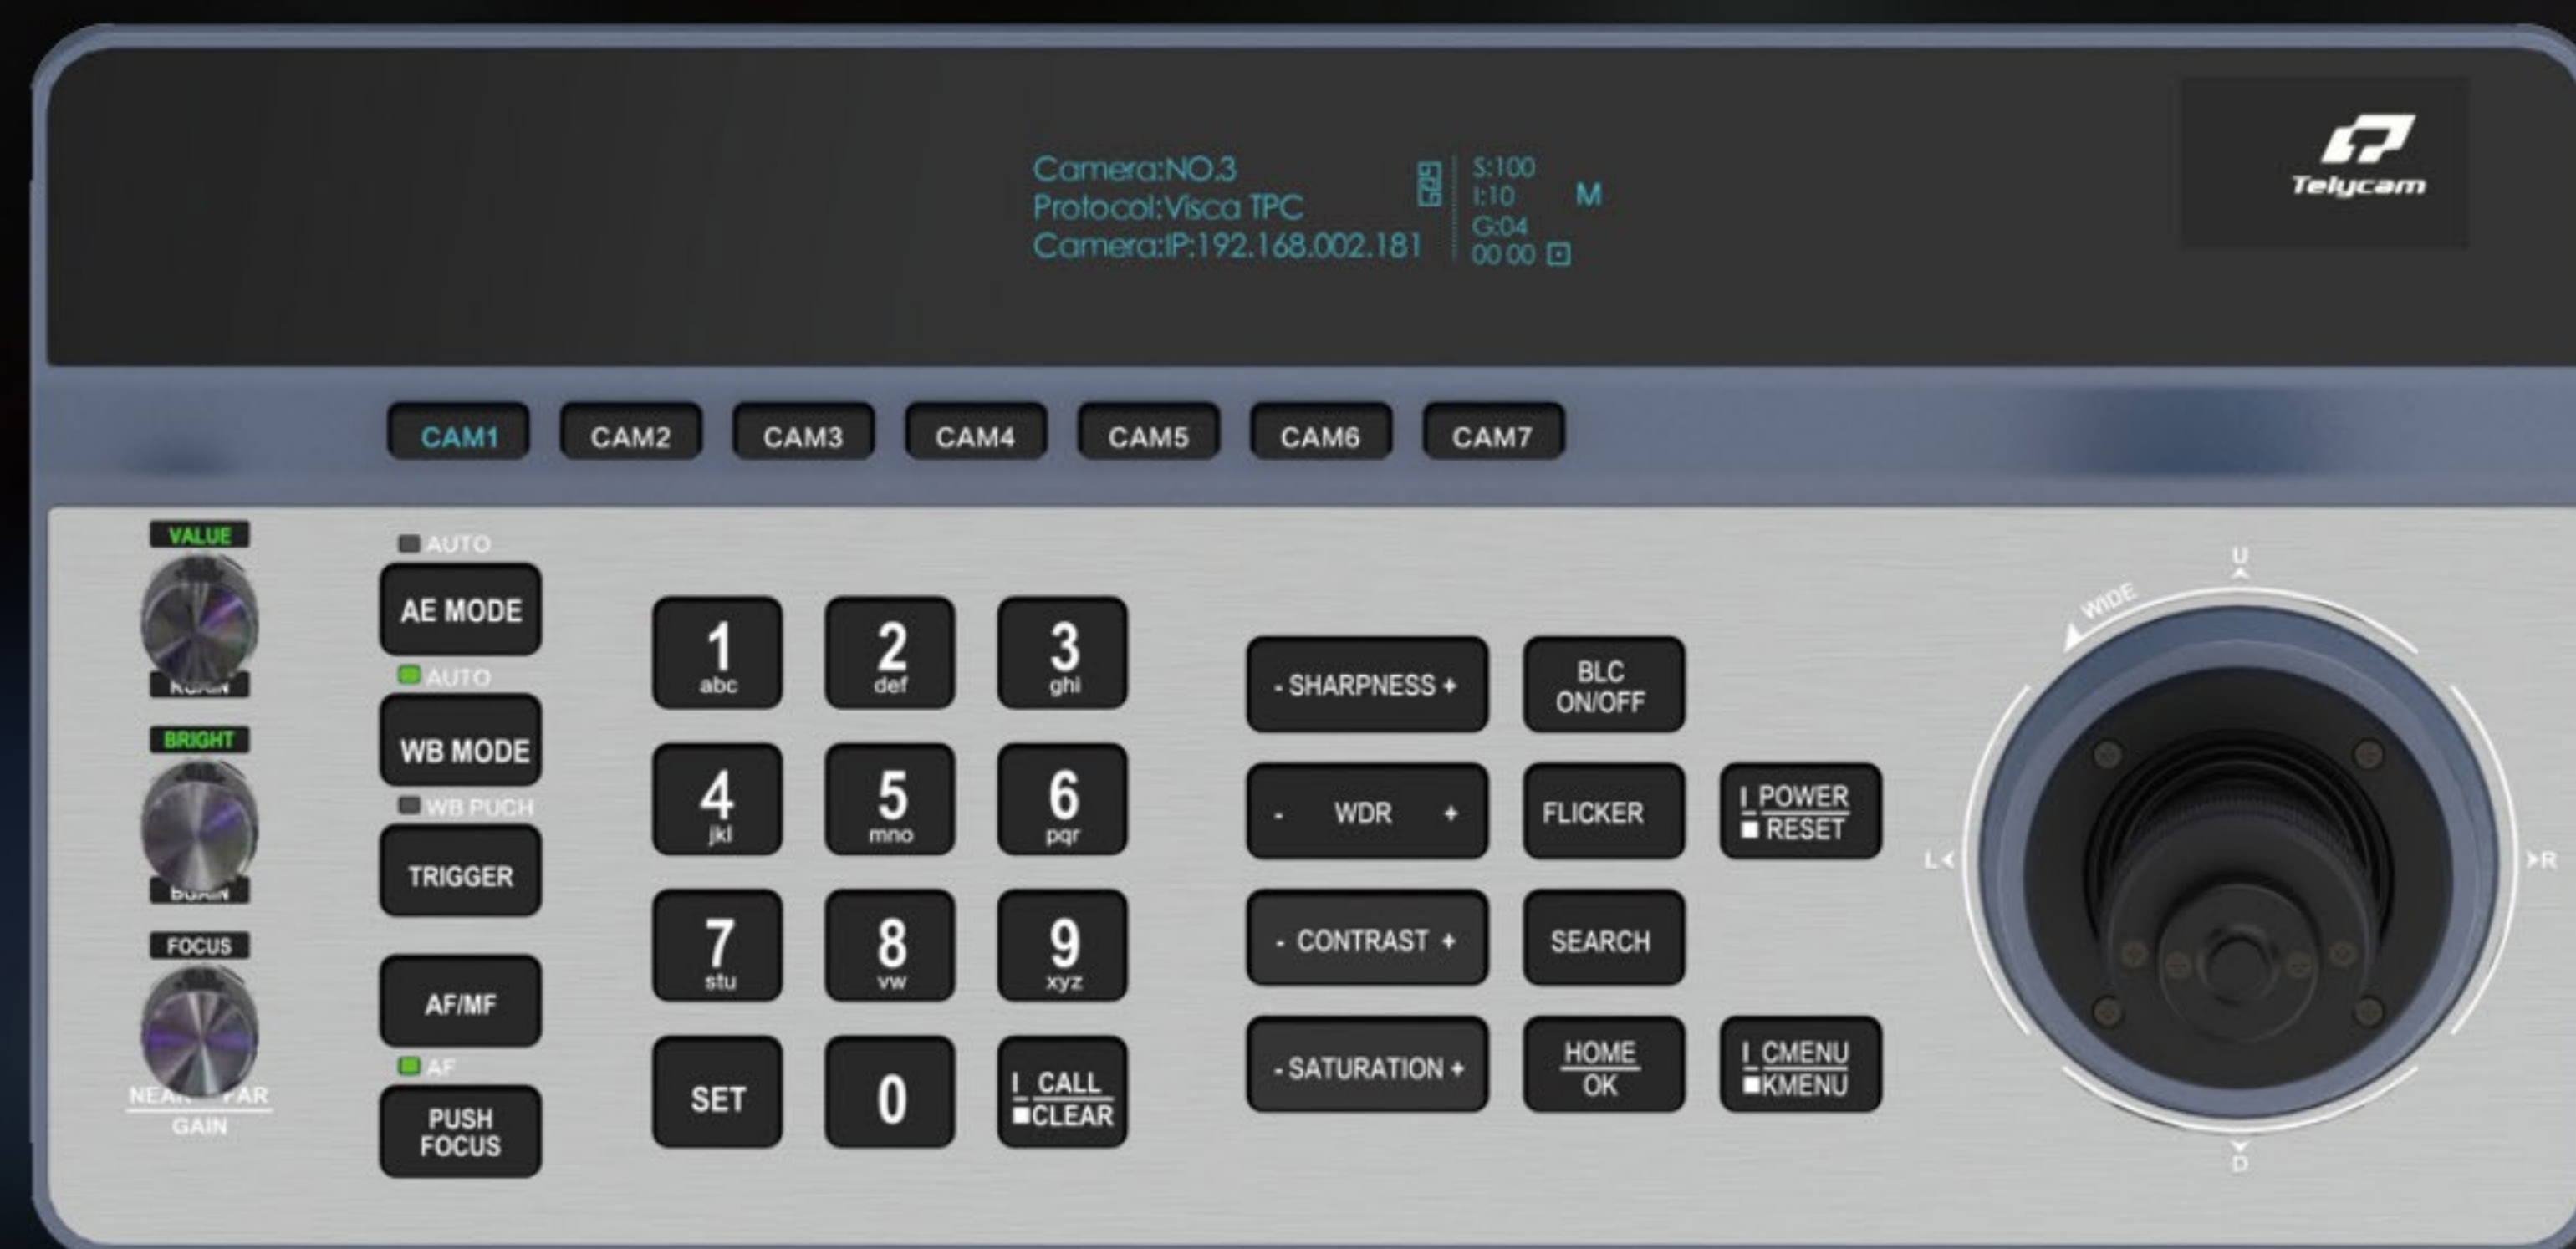 Camera:NO.3
Protocol:Visca TPC
Camera:IP:192.168.002.181
S:100
I:10
G:04
00 00
M
Telycam
CAM1 CAM2 CAM3 CAM4 CAM5 CAM6 CAM7
VALUE
BRIGHT
FOCUS
GAIN
AUTO
AE MODE
AUTO
WB MODE
WB PUCH
TRIGGER
AF/MF
AF
PUSH
FOCUS
1 2 3
abc def ghi
4 5 6
jkl mno pqr
7 8 9
stu vw xyz
SET 0
I CALL
CLEAR
- SHARPNESS +
BLC
ON/OFF
- WDR +
FLICKER
I POWER
RESET
- CONTRAST +
SEARCH
- SATURATION +
HOME
OK
I CMENU
KMENU
U
WIDE
L R
D